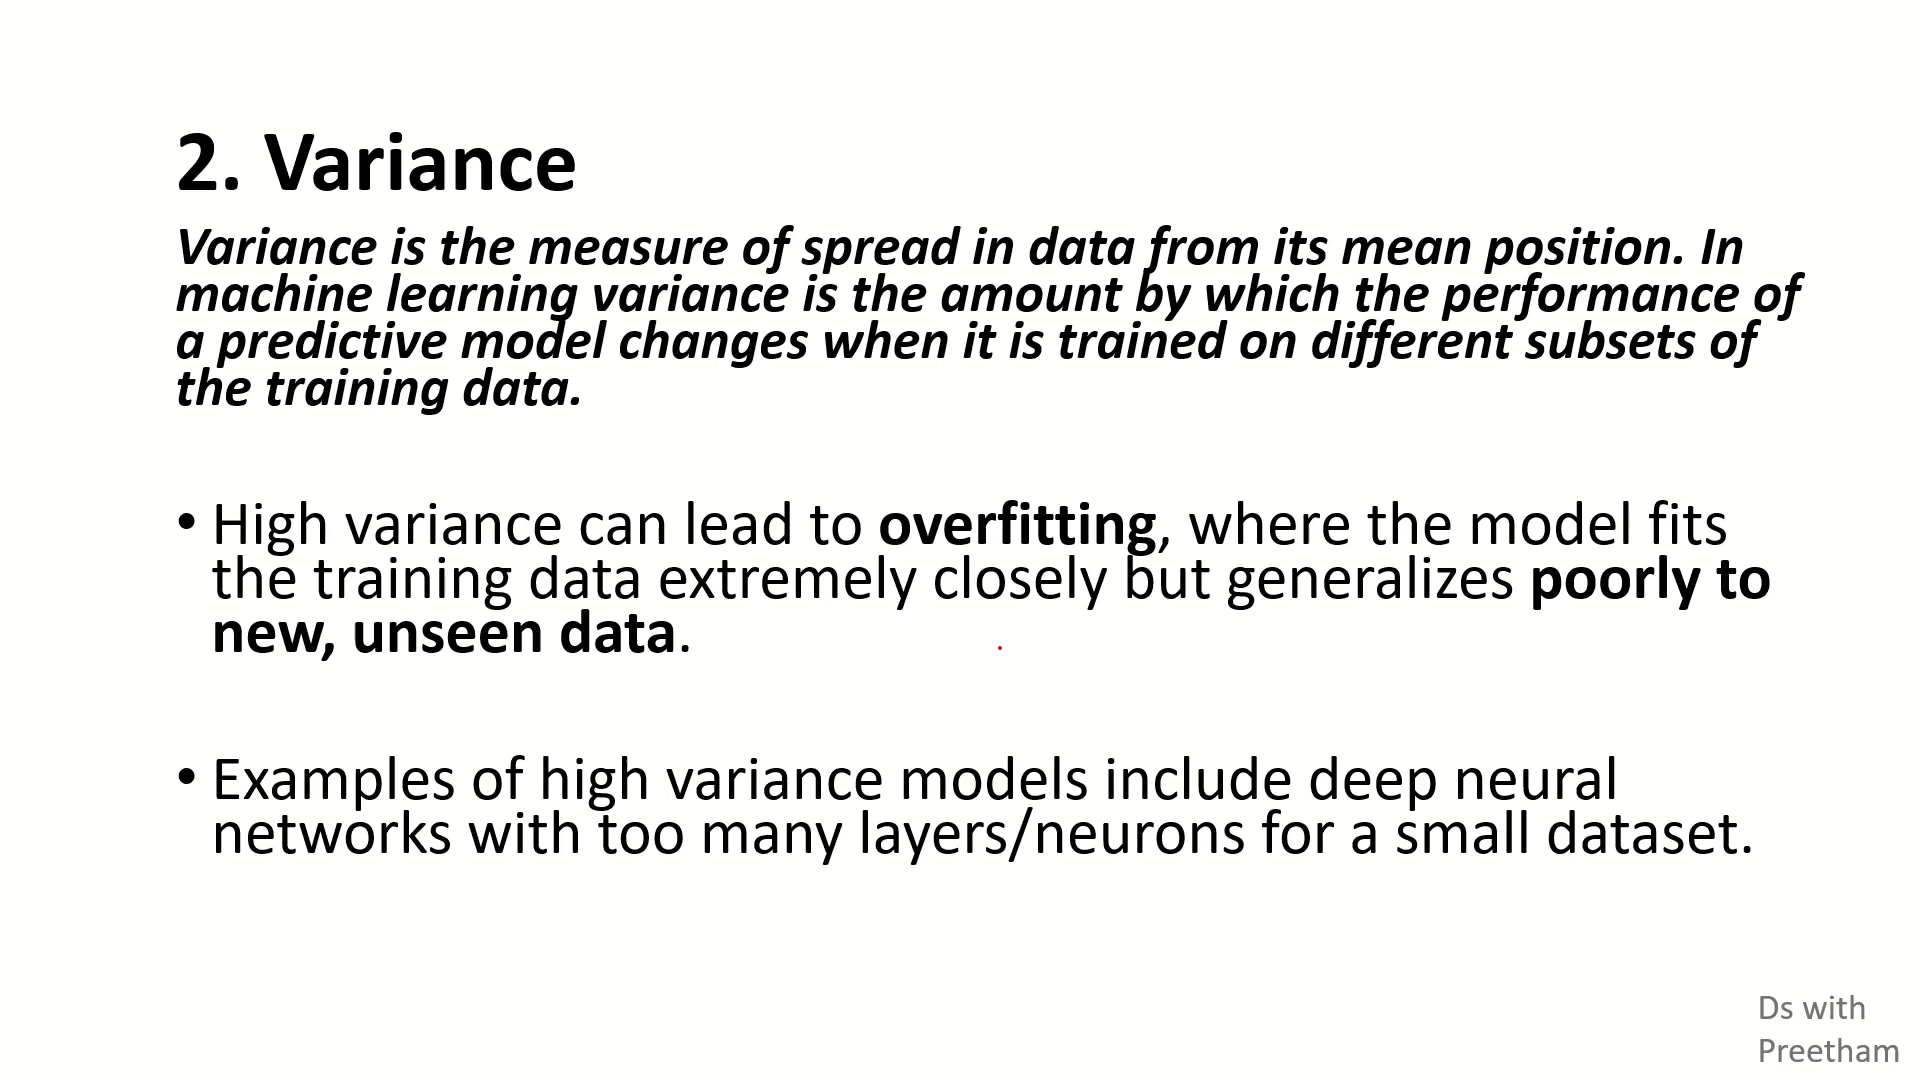 2. Variance
Variance is the measure of spread in data from its mean position. In
machine learning variance is the amount by which the performance of
a predictive model changes when it is trained on different subsets of
the training data.
• High variance can lead to overfitting, where the model fits
the training data extremely closely but generalizes poorly to
new, unseen data.
• Examples of high variance models include deep neural
networks with too many layers/neurons for a small dataset.
Ds with
Preetham